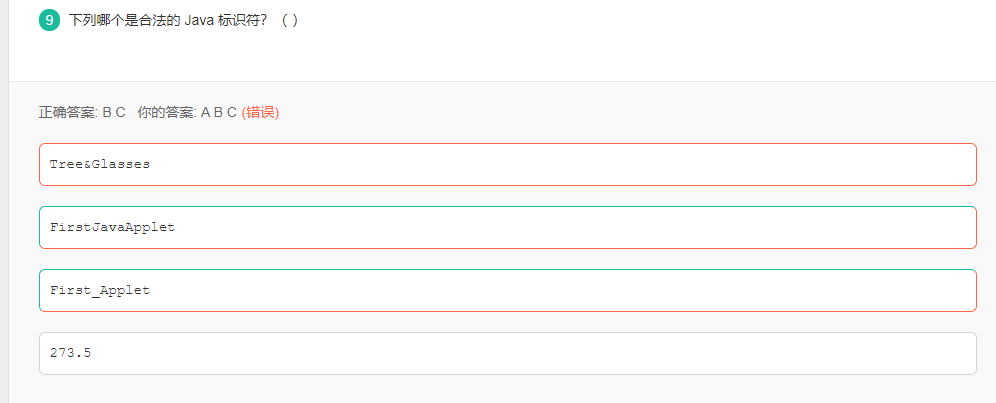 9 下列哪个是合法的 Java 标识符？ ( )
正确答案: B C 你的答案: A B C (错误)
Tree&Glasses
FirstJavaApplet
First_Applet
273.5